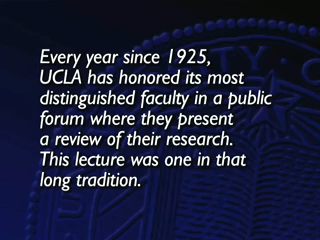 Every year since 1925,
UCLA has honored its most
distinguished faculty in a public
forum where they present
a review of their research.
This lecture was one in that
long tradition.